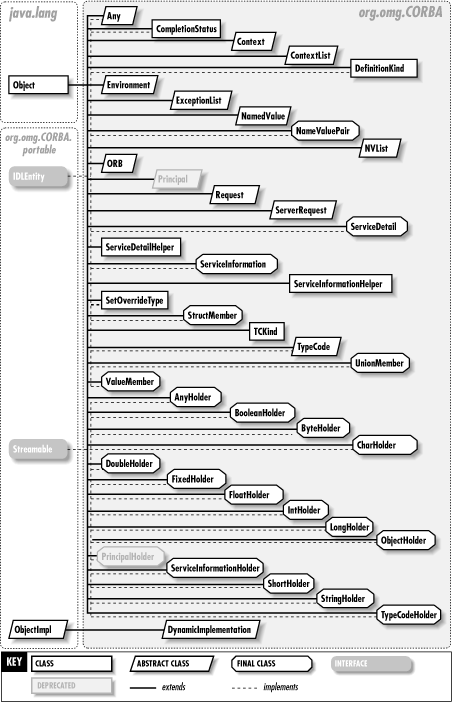 java.lang
org.omg.CORBA
Any
CompletionStatus
Context
ContextList
DefinitionKind
Object
Environment
ExceptionList
NamedValue
NameValuePair
NVList
org.omg.CORBA.
portable
ORB
IDLEntity
Principal
Request
ServerRequest
ServiceDetail
ServiceDetailHelper
ServiceInformation
ServiceInformationHelper
SetOverrideType
StructMember
TCKind
TypeCode
UnionMember
ValueMember
AnyHolder
BooleanHolder
ByteHolder
CharHolder
Streamable
DoubleHolder
FixedHolder
FloatHolder
IntHolder
LongHolder
ObjectHolder
PrincipalHolder
ServiceInformationHolder
ShortHolder
StringHolder
TypeCodeHolder
ObjectImpl
DynamicImplementation
KEY
CLASS
ABSTRACT CLASS
FINAL CLASS
INTERFACE
DEPRECATED
extends
implements